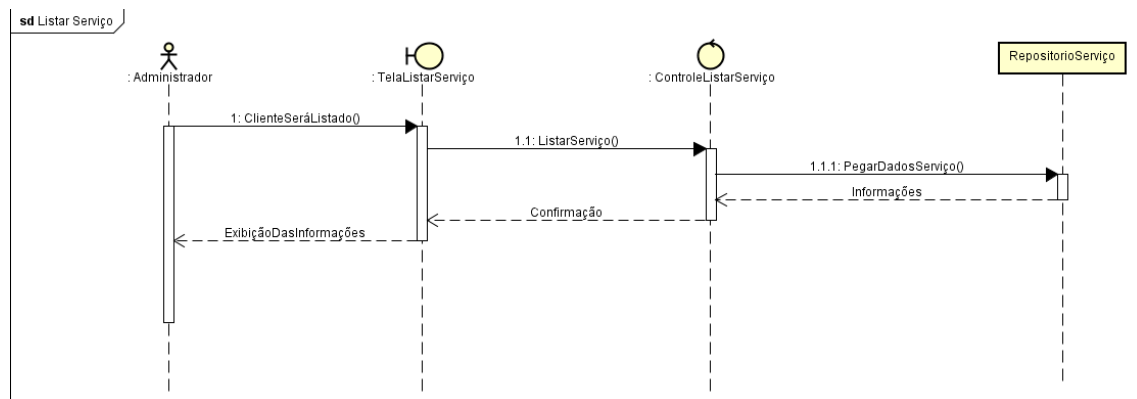 sd Listar Serviço
: Administrador
: TelaListarServiço
: ControleListarServiço
RepositorioServiço
1: ClienteSeráListado()
1.1: ListarServiço()
1.1.1: PegarDadosServiço()
Informações
Confirmação
ExibiçãoDasInformações